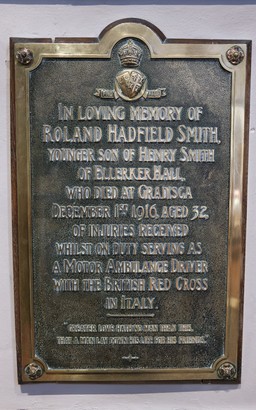 IN LOVING MEMORY OF
ROLAND HADFIELD SMITH,
YOUNGER SON OF HENRY SMITH
OF ELLERKER HALL,
WHO DIED AT GRADISCA
DECEMBER 1ST 1916, AGED 32,
OF INJURIES RECEIVED
WHILST ON DUTY SERVING AS
A MOTOR AMBULANCE DRIVER
WITH THE BRITISH RED CROSS
IN ITALY.
"GREATER LOVE HATH NO MAN THAN THIS,
THAT A MAN LAY DOWN HIS LIFE FOR HIS FRIENDS."